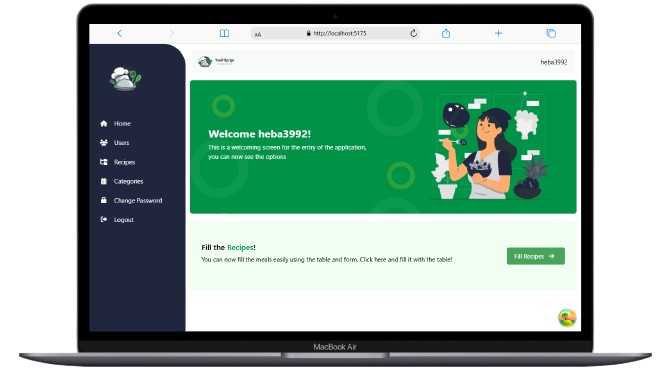 AA
http://localhost:5175
Food Recipe
heba3992
Home
Users
Recipes
Categories
Change Password
Logout
Welcome heba3992!
This is a welcoming screen for the entry of the application,
you can now see the options
Fill the Recipes!
You can now fill the meals easily using the table and form. Click here and fill it with the table!
Fill Recipes →
MacBook Air